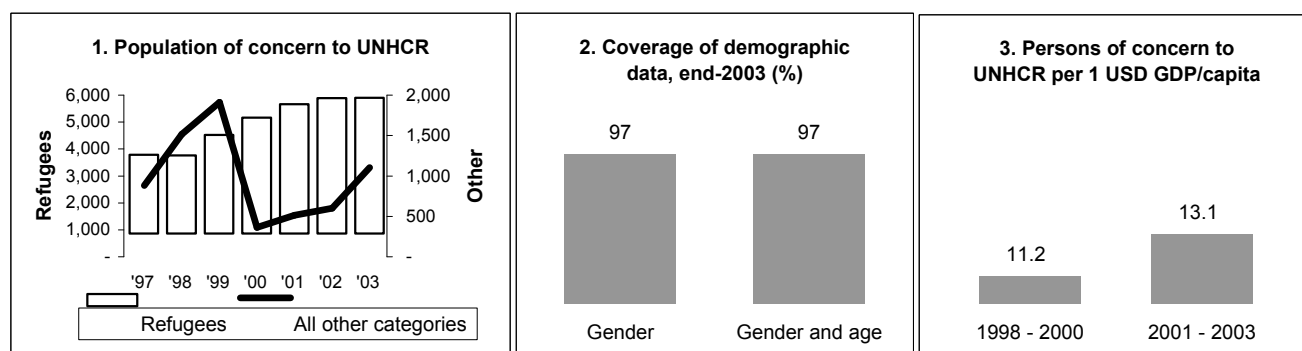 1. Population of concern to UNHCR
6,000
5,000
4,000
3,000
2,000
1,000
-
Refugees
2,000
1,500
1,000
500
-
Other
'97 '98 '99 '00 '01 '02 '03
Refugees All other categories
2. Coverage of demographic
data, end-2003 (%)
97 97
Gender Gender and age
3. Persons of concern to
UNHCR per 1 USD GDP/capita
11.2 13.1
1998 - 2000 2001 - 2003